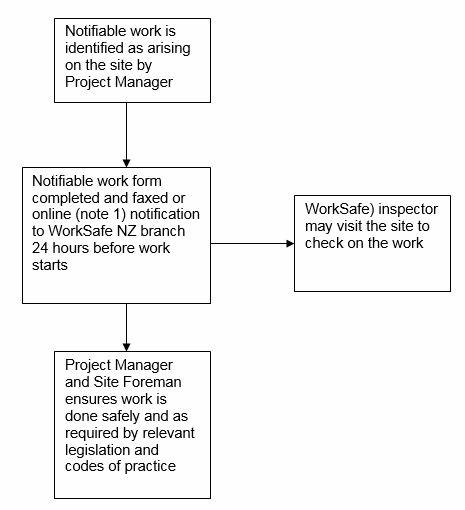 Notifiable work is
identified as arising
on the site by
Project Manager
Notifiable work form
completed and faxed or
online (note 1) notification
to WorkSafe NZ branch
24 hours before work
starts
WorkSafe) inspector
may visit the site to
check on the work
Project Manager
and Site Foreman
ensures work is
done safely and as
required by relevant
legislation and
codes of practice